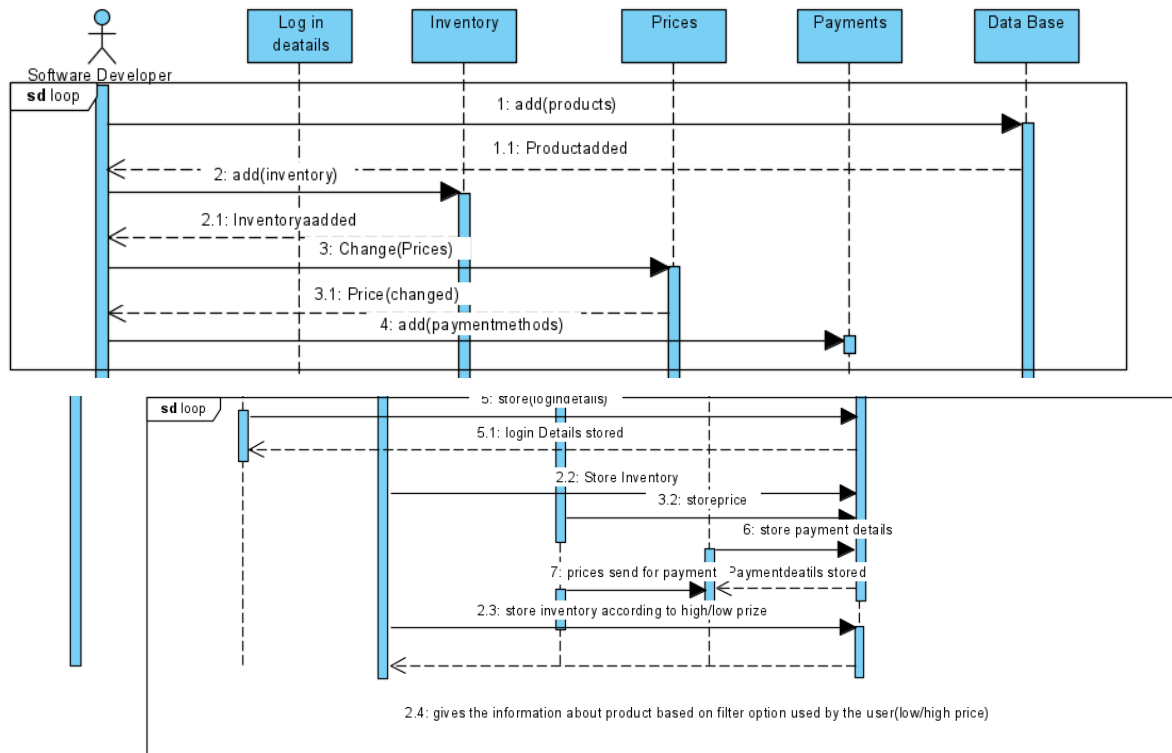 Log in
deatails
Inventory
Prices
Payments
Data Base
Software Developer
sd loop
1: add(products)
1.1: Productadded
2: add(inventory)
2.1: Inventoryaadded
3: Change(Prices)
3.1: Price(changed)
4: add(paymentmethods)
sd loop
5: store(logindetails)
5.1: login Details stored
2.2: Store Inventory
3.2: storeprice
6: store payment details
7: prices send for payment
Paymentdeatils stored
2.3: store inventory according to high/low prize
2.4: gives the information about product based on filter option used by the user(low/high price)